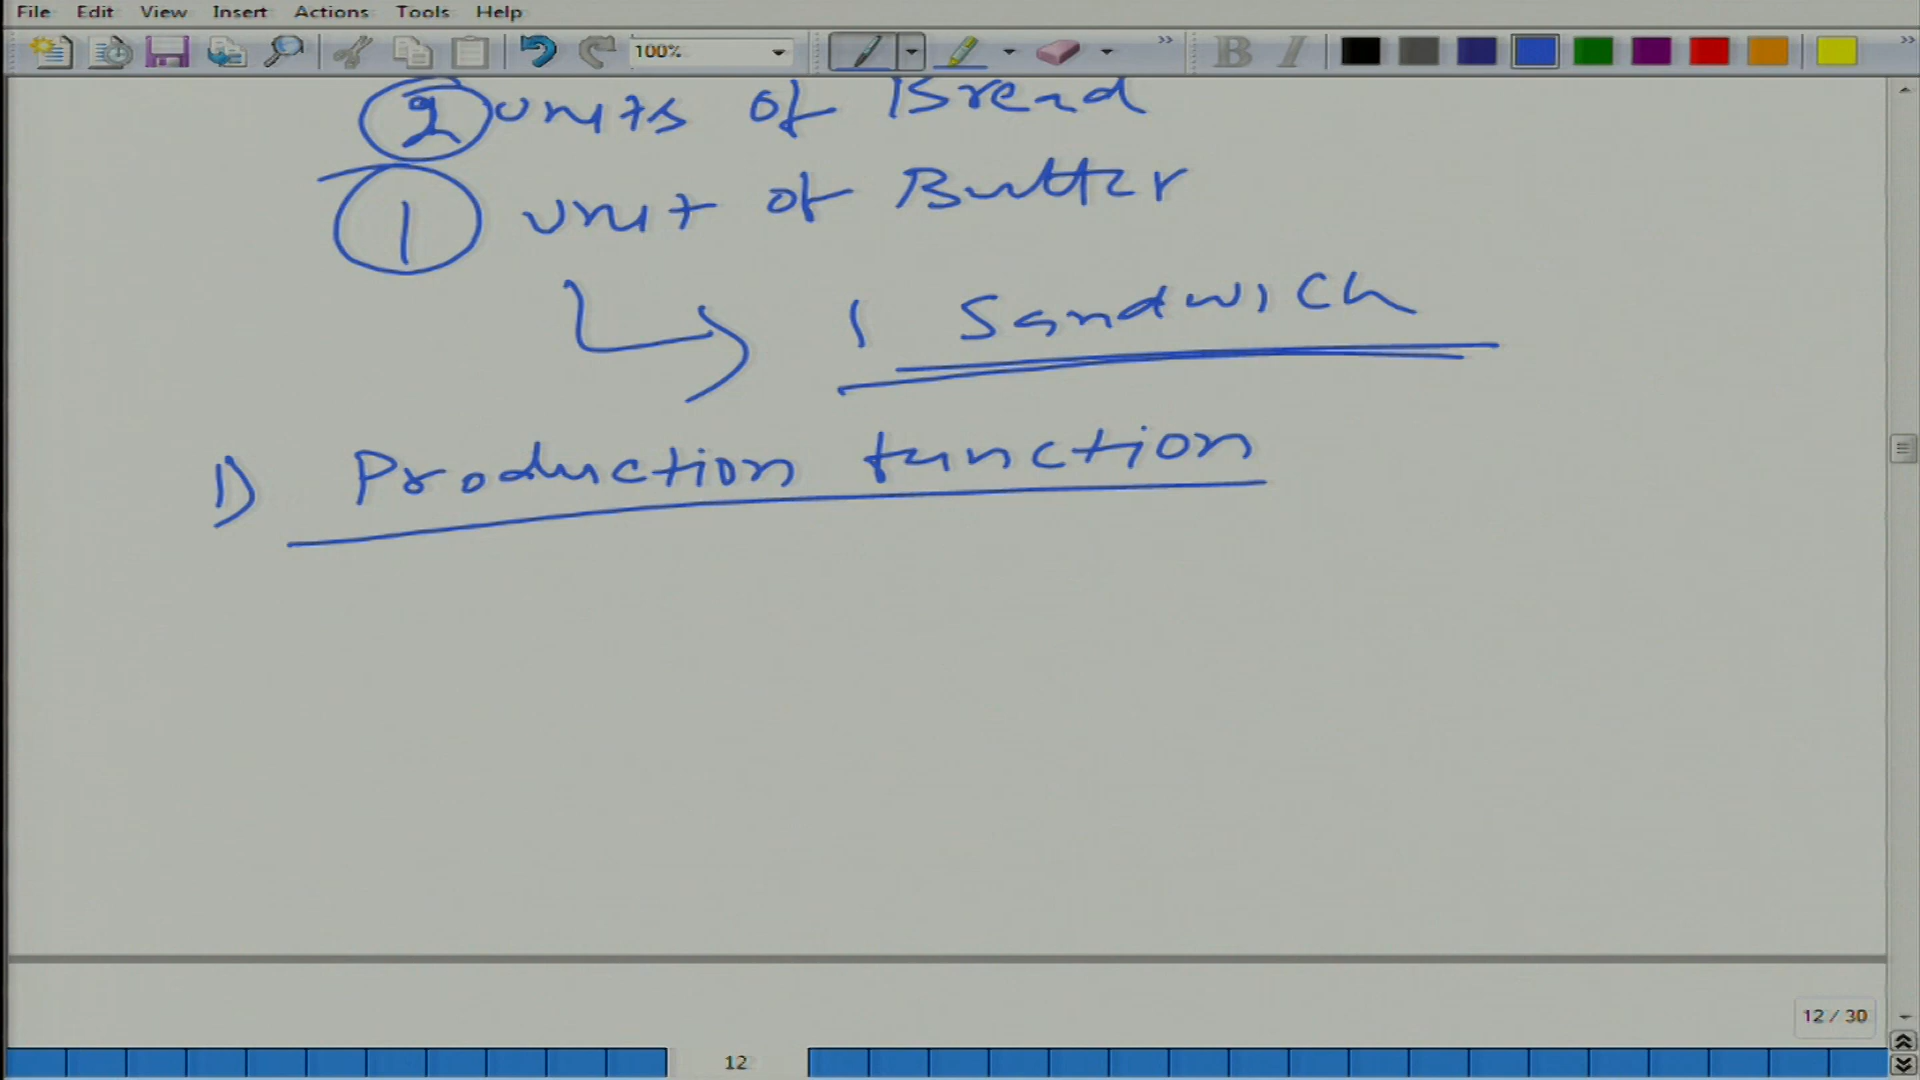 File Edit View Insert Actions Tools Help
100%
B I
2 units of Bread
1 unit of Butter
1 Sandwich
1) Production function
12 / 30
12